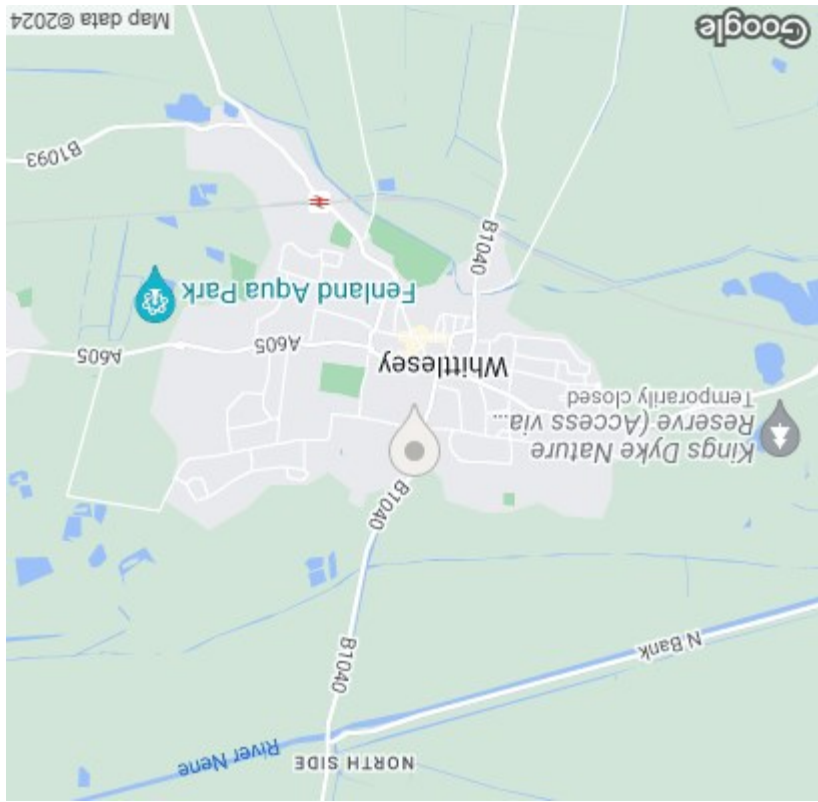 NORTH SIDE
River Nene
N Bank
B1040
B1040
Kings Dyke Nature
Reserve (Access via...
Temporarily closed
Whittlesey
A605
A605
Fenland Aqua Park
B1040
B1093
Google
Map data ©2024